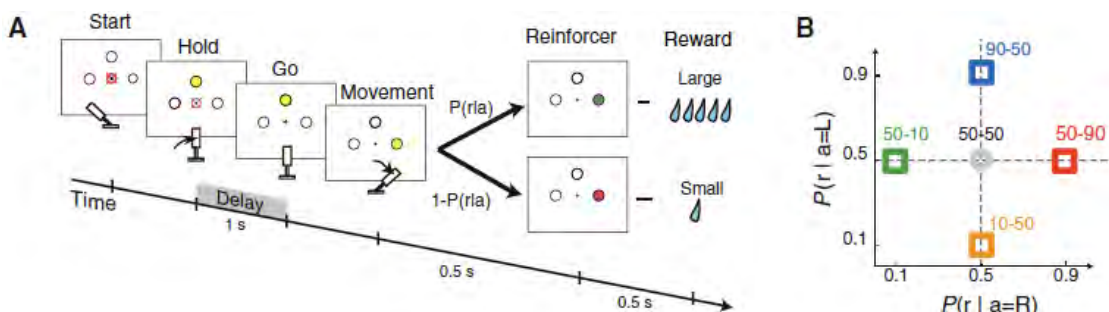 A
Start
Hold
Go
Movement
Reinforcer
Reward
P(rIa)
1-P(rIa)
Large
Small
Time
Delay
1 s
0.5 s
0.5 s
B
90-50
50-10
50-50
50-90
10-50
0.9
0.5
0.1
0.1
0.5
0.9
P(r | a=L)
P(r | a=R)